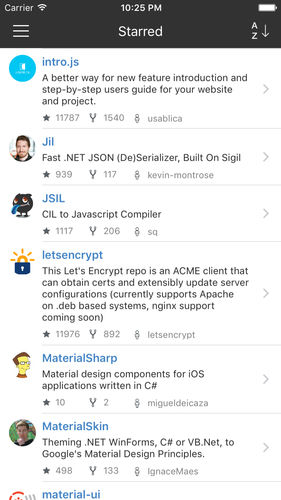 Carrier 10:25 PM
Starred
A
Z
intro.js
A better way for new feature introduction and
step-by-step users guide for your website
and project.
11787 1540 usablica
Jil
Fast .NET JSON (De)Serializer, Built On Sigil
939 117 kevin-montrose
JSIL
CIL to Javascript Compiler
1117 206 sq
letsencrypt
This Let's Encrypt repo is an ACME client that
can obtain certs and extensibly update server
configurations (currently supports Apache
on .deb based systems, nginx support
coming soon)
11976 892 letsencrypt
MaterialSharp
Material design components for iOS
applications written in C#
10 2 migueldeicaza
MaterialSkin
Theming .NET WinForms, C# or VB.Net, to
Google's Material Design Principles.
498 133 IgnaceMaes
material-ui